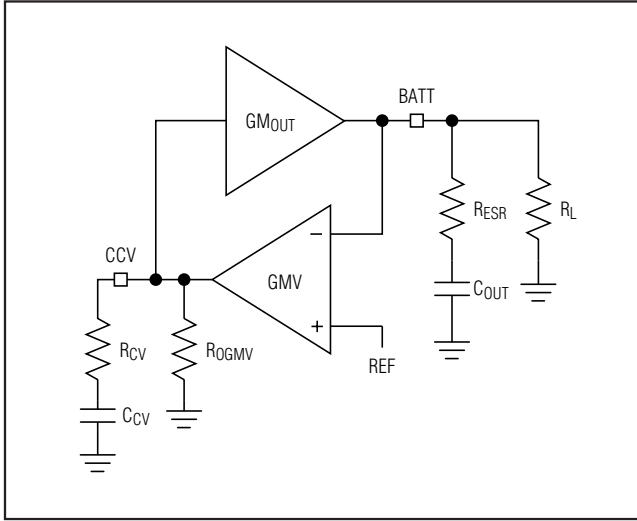 BATT
GMOUT
RESR
RL
CCV
COUT
GMV
−
+
RCV
ROGMV
REF
CCV